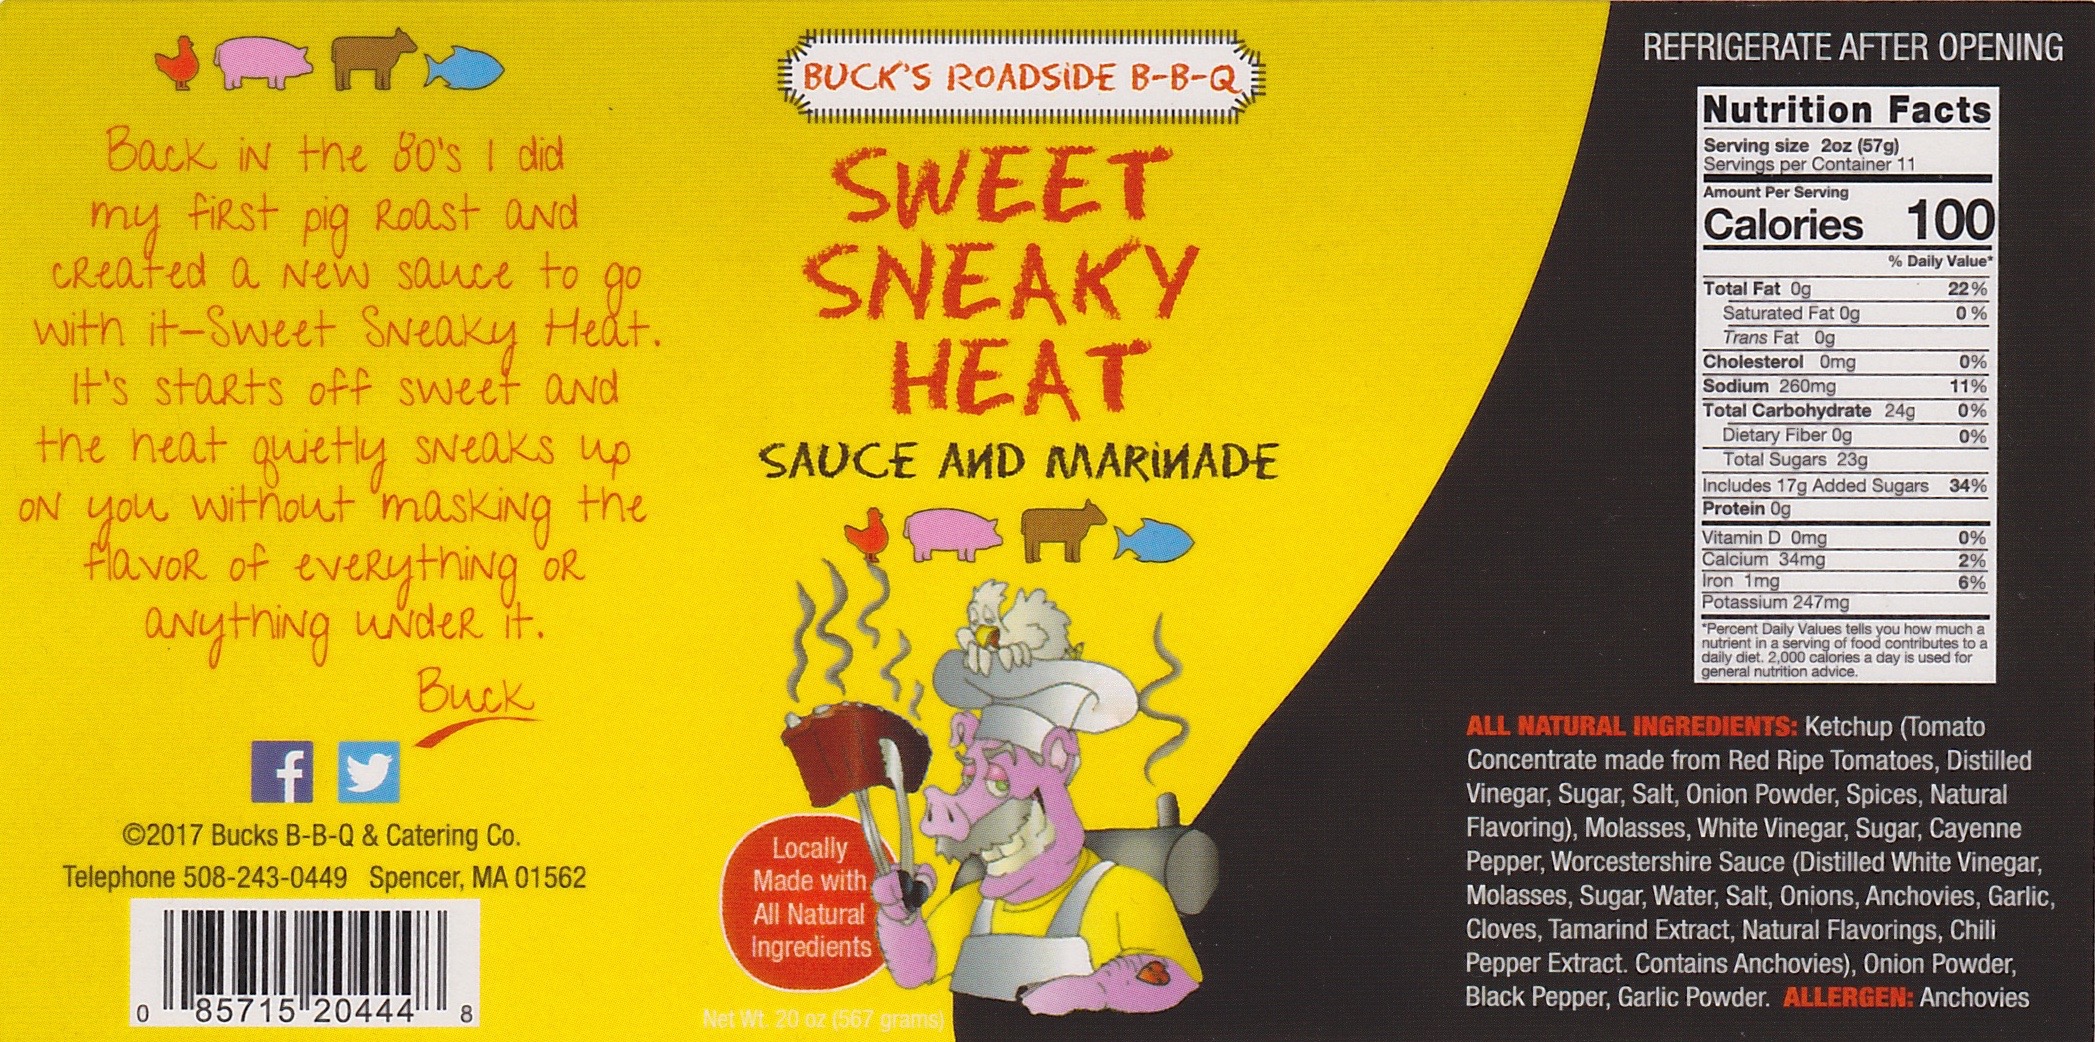 Back in the 80's I did
my first pig roast and
created a new sauce to go
with it-Sweet Sneaky Heat.
It's starts off sweet and
the heat quietly sneaks up
on you without masking the
flavor of everything or
anything under it.
Buck
f
©2017 Bucks B-B-Q & Catering Co.
Telephone 508-243-0449 Spencer, MA 01562
0 85715 20444 8
BUCK'S ROADSIDE B-B-Q
SWEET
SNEAKY
HEAT
SAUCE AND MARINADE
Locally
Made with
All Natural
Ingredients
Net Wt. 20 oz (567 grams)
REFRIGERATE AFTER OPENING
Nutrition Facts
Serving size 2oz (57g)
Servings per Container 11
Amount Per Serving
Calories 100
% Daily Value*
Total Fat 0g 22%
Saturated Fat 0g 0%
Trans Fat 0g
Cholesterol 0mg 0%
Sodium 260mg 11%
Total Carbohydrate 24g 0%
Dietary Fiber 0g 0%
Total Sugars 23g
Includes 17g Added Sugars 34%
Protein 0g
Vitamin D 0mg 0%
Calcium 34mg 2%
Iron 1mg 6%
Potassium 247mg
*Percent Daily Values tells you how much a
nutrient in a serving of food contributes to a
daily diet. 2,000 calories a day is used for
general nutrition advice.
ALL NATURAL INGREDIENTS: Ketchup (Tomato
Concentrate made from Red Ripe Tomatoes, Distilled
Vinegar, Sugar, Salt, Onion Powder, Spices, Natural
Flavoring), Molasses, White Vinegar, Sugar, Cayenne
Pepper, Worcestershire Sauce (Distilled White Vinegar,
Molasses, Sugar, Water, Salt, Onions, Anchovies, Garlic,
Cloves, Tamarind Extract, Natural Flavorings, Chili
Pepper Extract. Contains Anchovies), Onion Powder,
Black Pepper, Garlic Powder. ALLERGEN: Anchovies